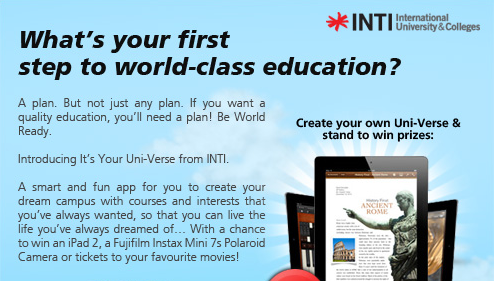 INTI International
University & Colleges
What's your first
step to world-class education?
A plan. But not just any plan. If you want a
quality education, you'll need a plan! Be World
Ready.
Introducing It's Your Uni-Verse from INTI.
A smart and fun app for you to create your
dream campus with courses and interests that
you've always wanted, so that you can live the
life you've always dreamed of... With a chance
to win an iPad 2, a Fujifilm Instax Mini 7s Polaroid
Camera or tickets to your favourite movies!
Create your own Uni-Verse &
stand to win prizes:
ANCIENT
ROME